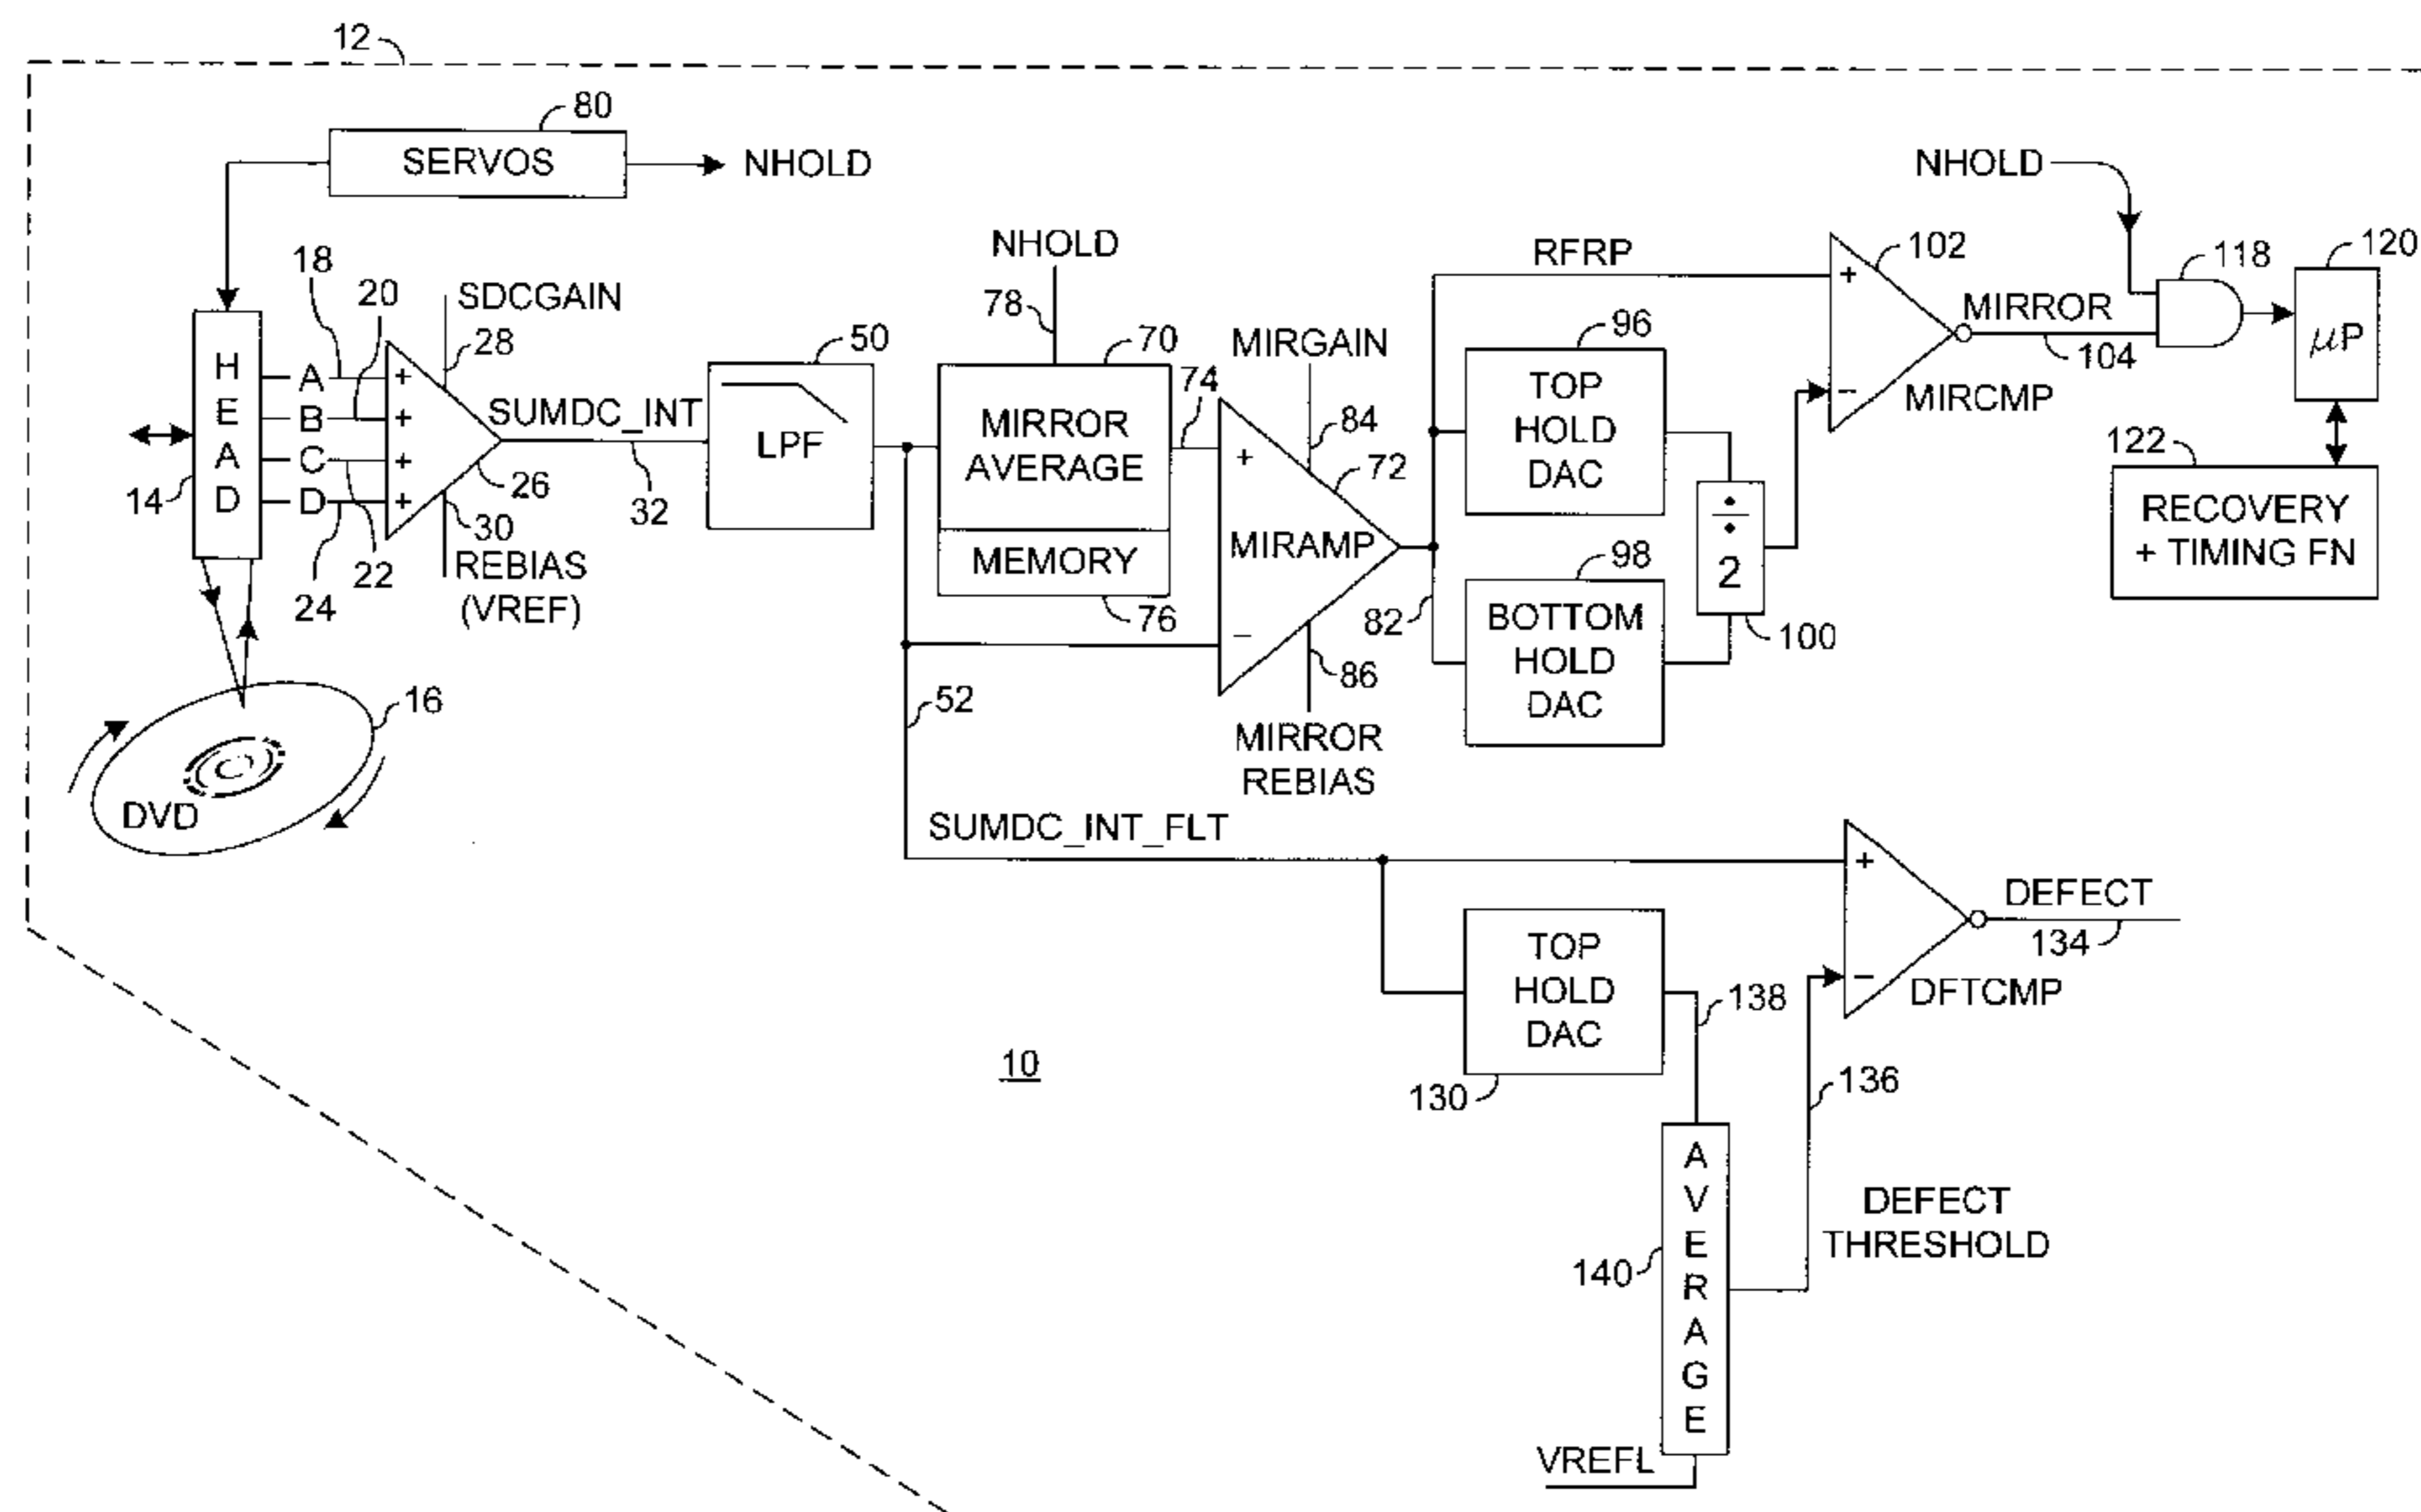 12
80
SERVOS
NHOLD
NHOLD
18
20
SDCGAIN
28
HEAD
A
B
C
D
+
+
+
+
14
26
30
REBIAS
(VREF)
22
24
SUMDC_INT
32
50
LPF
NHOLD
78
70
MIRROR
AVERAGE
MEMORY
76
74
MIRGAIN
84
72
+
MIRAMP
−
86
MIRROR
REBIAS
82
52
RFRP
96
TOP
HOLD
DAC
98
BOTTOM
HOLD
DAC
÷
2
100
102
+
−
MIRROR
104
MIRCMP
118
120
µP
122
RECOVERY
+ TIMING FN
16
DVD
SUMDC_INT_FLT
+
−
DEFECT
134
DFTCMP
TOP
HOLD
DAC
130
138
136
10
AVERAGE
140
DEFECT
THRESHOLD
VREFL